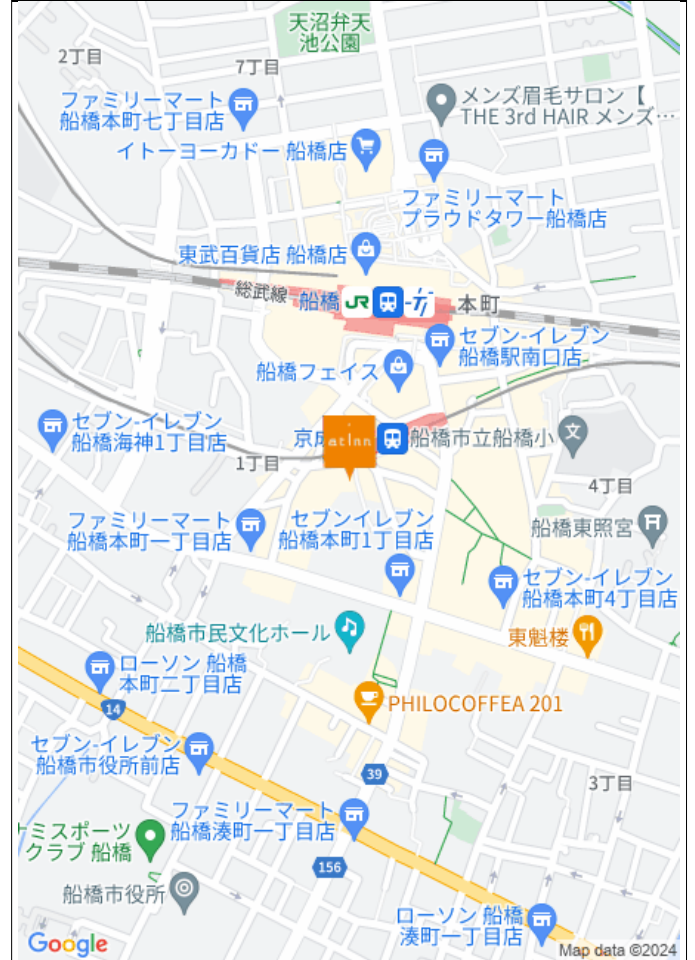 天沼弁天
池公園
2丁目
7丁目
ファミリーマート
船橋本町七丁目店
メンズ眉毛サロン【
THE 3rd HAIR メンズ…
イトーヨーカドー 船橋店
ファミリーマート
プラウドタワー船橋店
東武百貨店 船橋店
総武線
船橋
JR
本町
セブン-イレブン
船橋駅南口店
船橋フェイス
セブン-イレブン
船橋海神1丁目店
京成
at inn
船橋市立船橋小
文
1丁目
4丁目
ファミリーマート
船橋本町一丁目店
セブンイレブン
船橋本町1丁目店
船橋東照宮
セブン-イレブン
船橋本町4丁目店
船橋市民文化ホール
東魁楼
ローソン 船橋
本町二丁目店
14
PHILOCOFFEA 201
セブン-イレブン
船橋市役所前店
39
3丁目
ファミリーマート
船橋湊町一丁目店
ナミスポーツ
クラブ 船橋
156
船橋市役所
ローソン 船橋
湊町一丁目店
Google
Map data ©2024